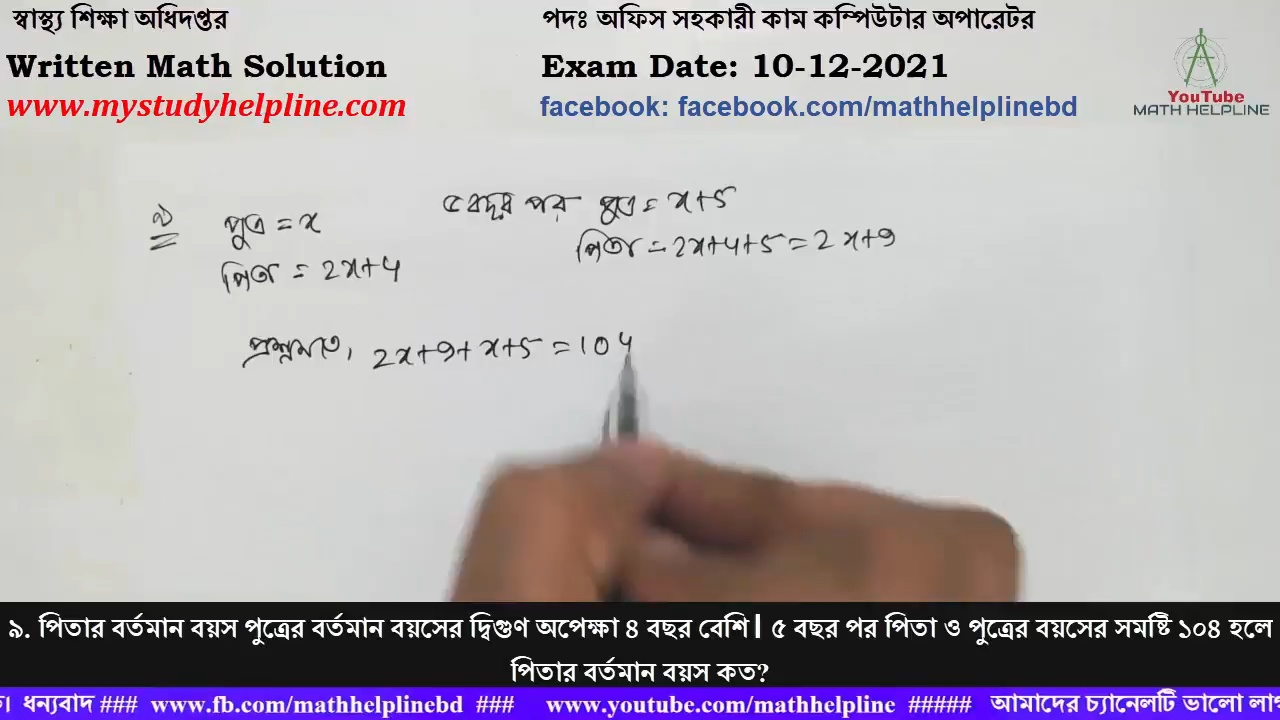 স্বাস্থ্য শিক্ষা অধিদপ্তর
পদঃ অফিস সহকারী কাম কম্পিউটার অপারেটর
Written Math Solution
Exam Date: 10-12-2021
www.mystudyhelpline.com
facebook: facebook.com/mathhelplinebd
YouTube
MATH HELPLINE
৯ পুত্র = x
পিতা = 2x+4
৫ বছর পর পুত্র = x+5
পিতা = 2x+4+5 = 2x+9
প্রশ্নমতে, 2x+9+x+5 = 104
৯. পিতার বর্তমান বয়স পুত্রের বর্তমান বয়সের দ্বিগুণ অপেক্ষা 8 বছর বেশি। ৫ বছর পর পিতা ও পুত্রের বয়সের সমষ্টি ১০৪ হলে
পিতার বর্তমান বয়স কত?
ধন্যবাদ ### www.fb.com/mathhelplinebd ### www.youtube.com/mathhelpline ##### আমাদের চ্যানেলটি ভালো